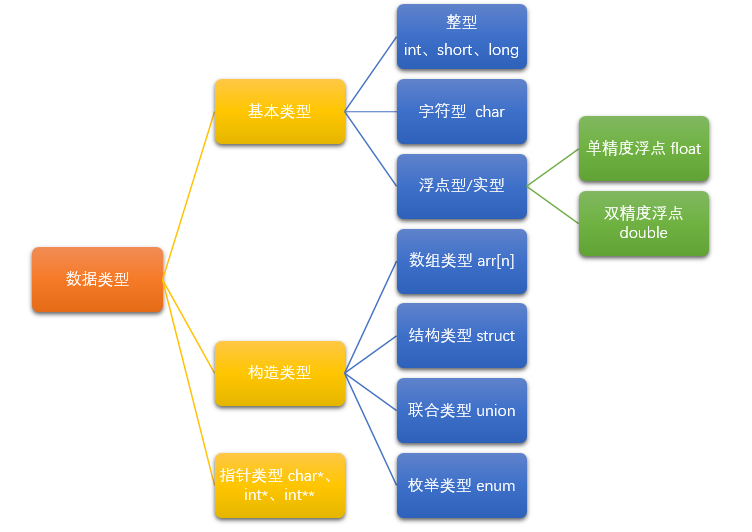 数据类型
基本类型
整型
int、short、long
字符型 char
浮点型/实型
单精度浮点 float
双精度浮点
double
构造类型
数组类型 arr[n]
结构类型 struct
联合类型 union
枚举类型 enum
指针类型 char*、
int*、int**